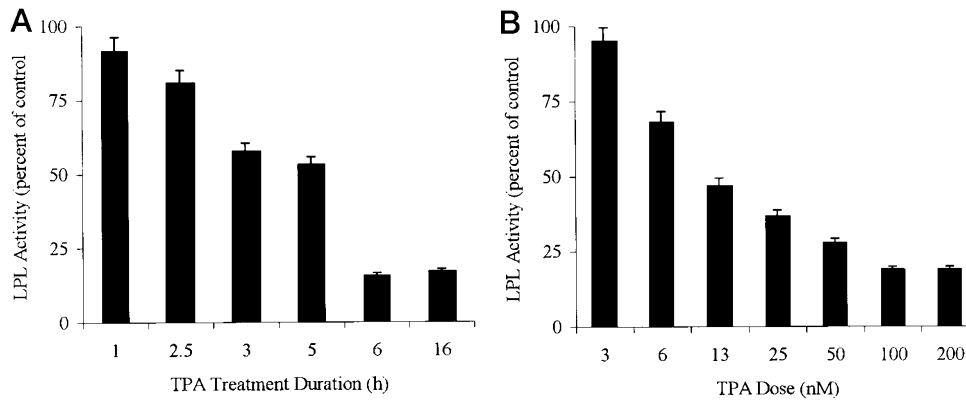 A
LPL Activity (percent of control
100
75
50
25
0
1 2.5 3 5 6 16
TPA Treatment Duration (h)
B
LPL Activity (percent of control
100
75
50
25
0
3 6 13 25 50 100 200
TPA Dose (nM)